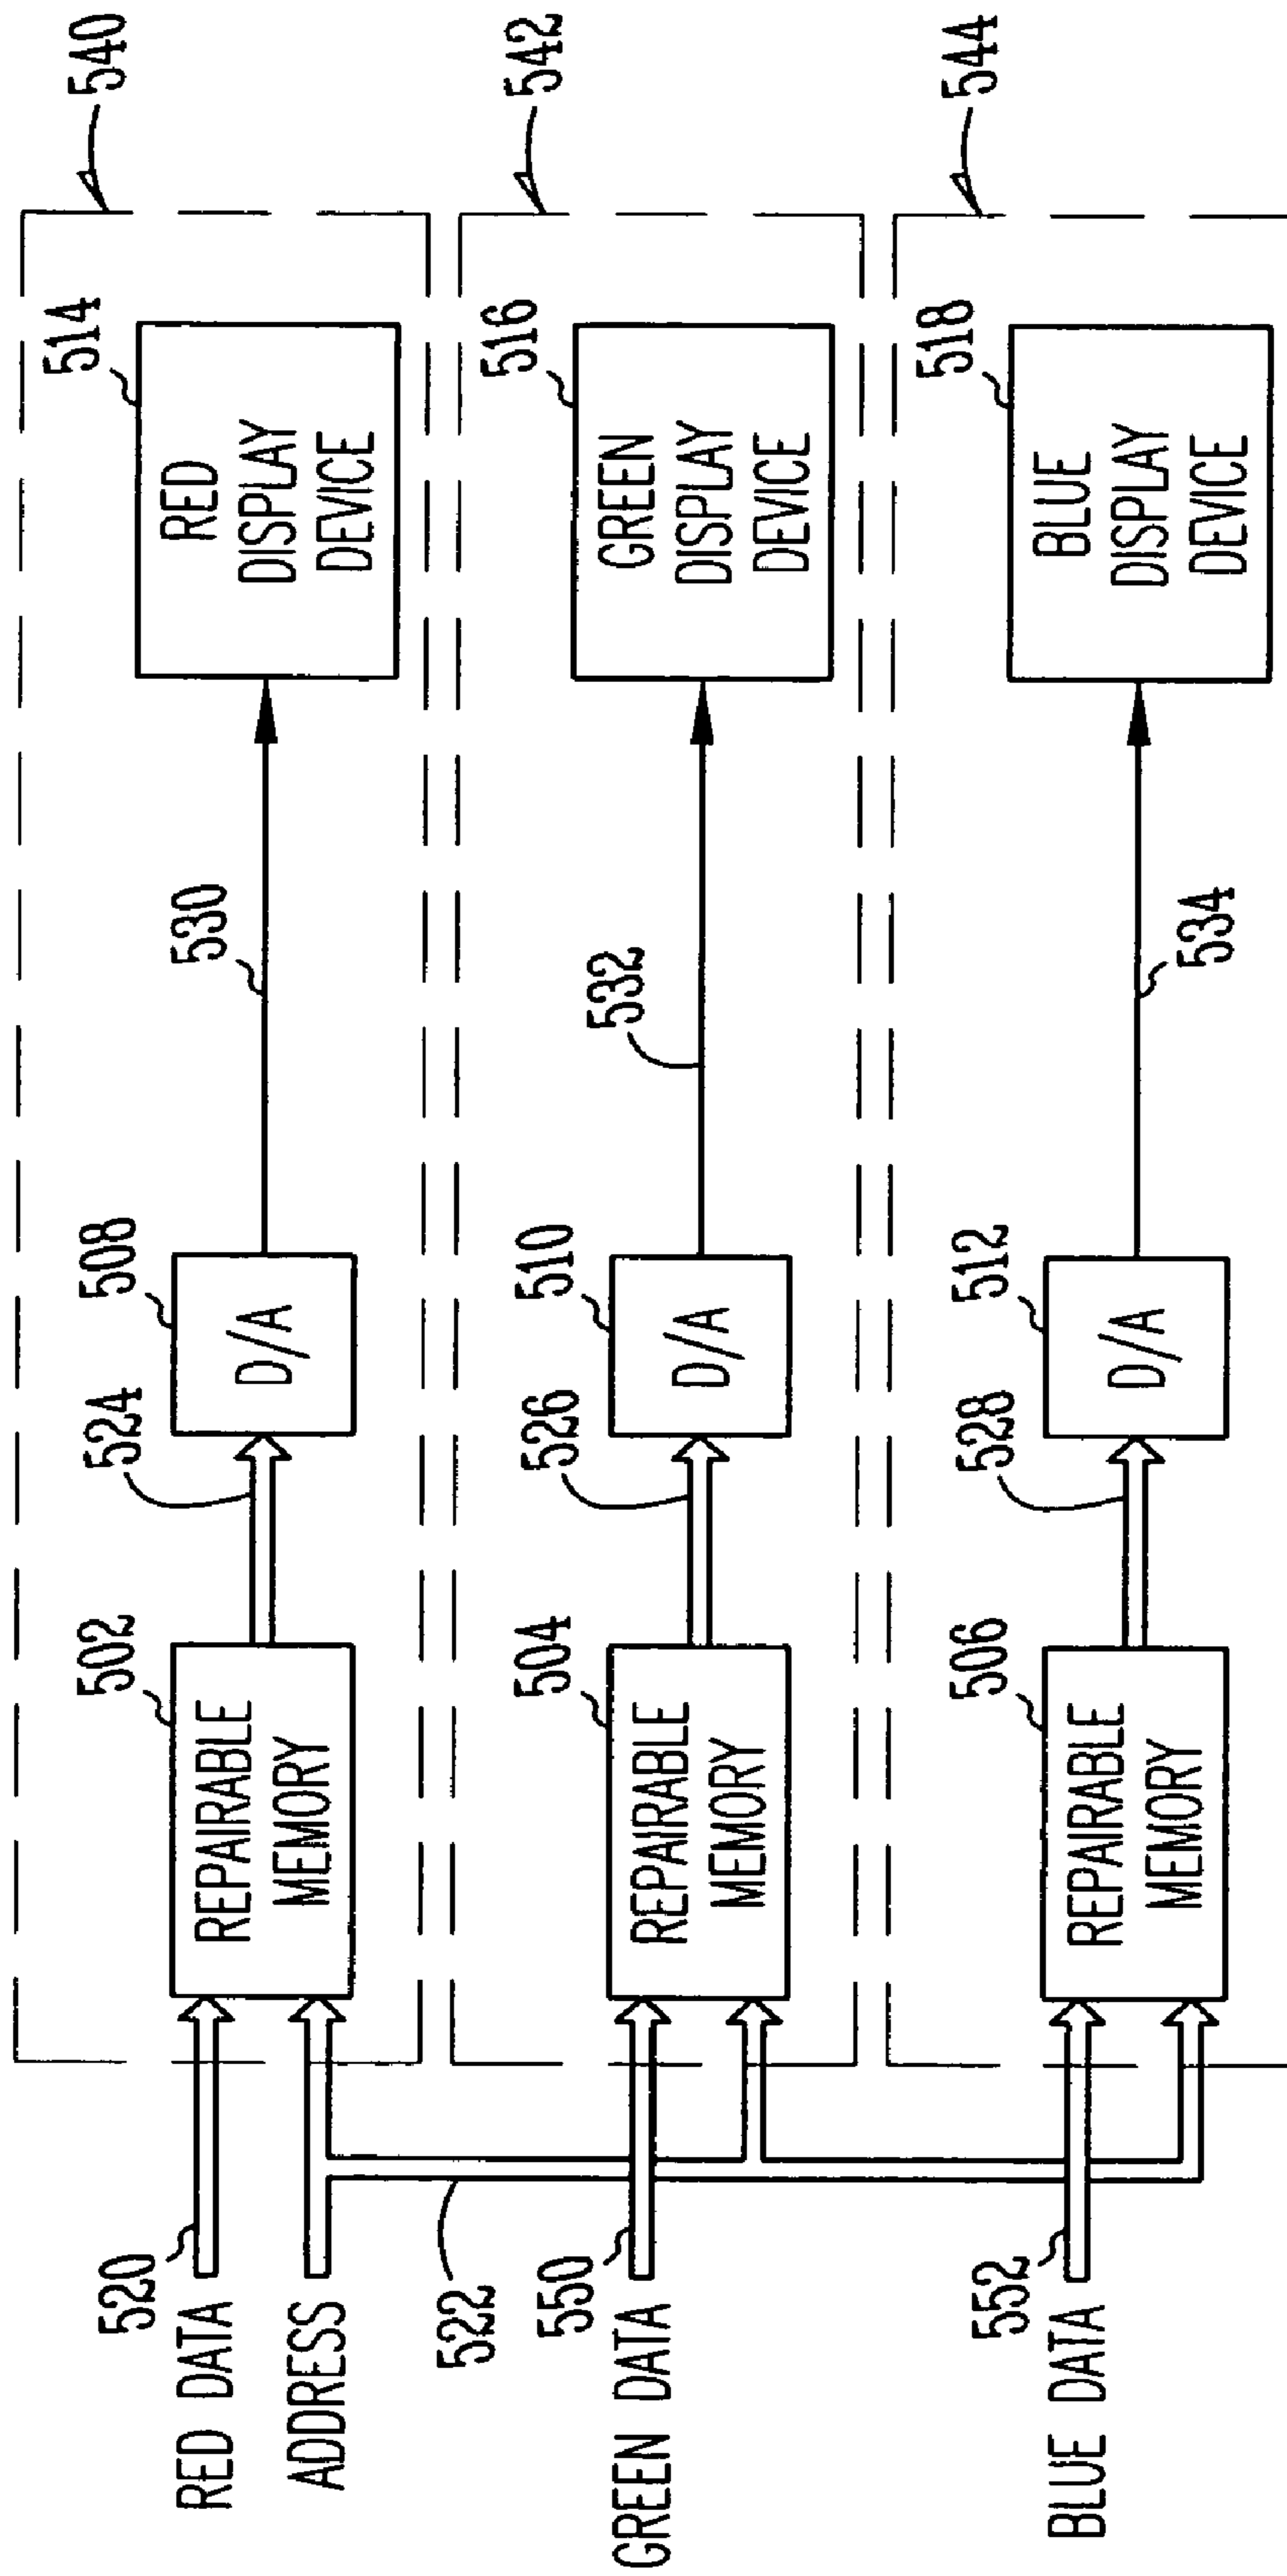 540
514
RED
DISPLAY
DEVICE
530
508
D/A
524
502
REPAIRABLE
MEMORY
520
RED DATA
ADDRESS
522
542
516
GREEN
DISPLAY
DEVICE
532
510
D/A
526
504
REPAIRABLE
MEMORY
550
GREEN DATA
544
518
BLUE
DISPLAY
DEVICE
534
512
D/A
528
506
REPAIRABLE
MEMORY
552
BLUE DATA